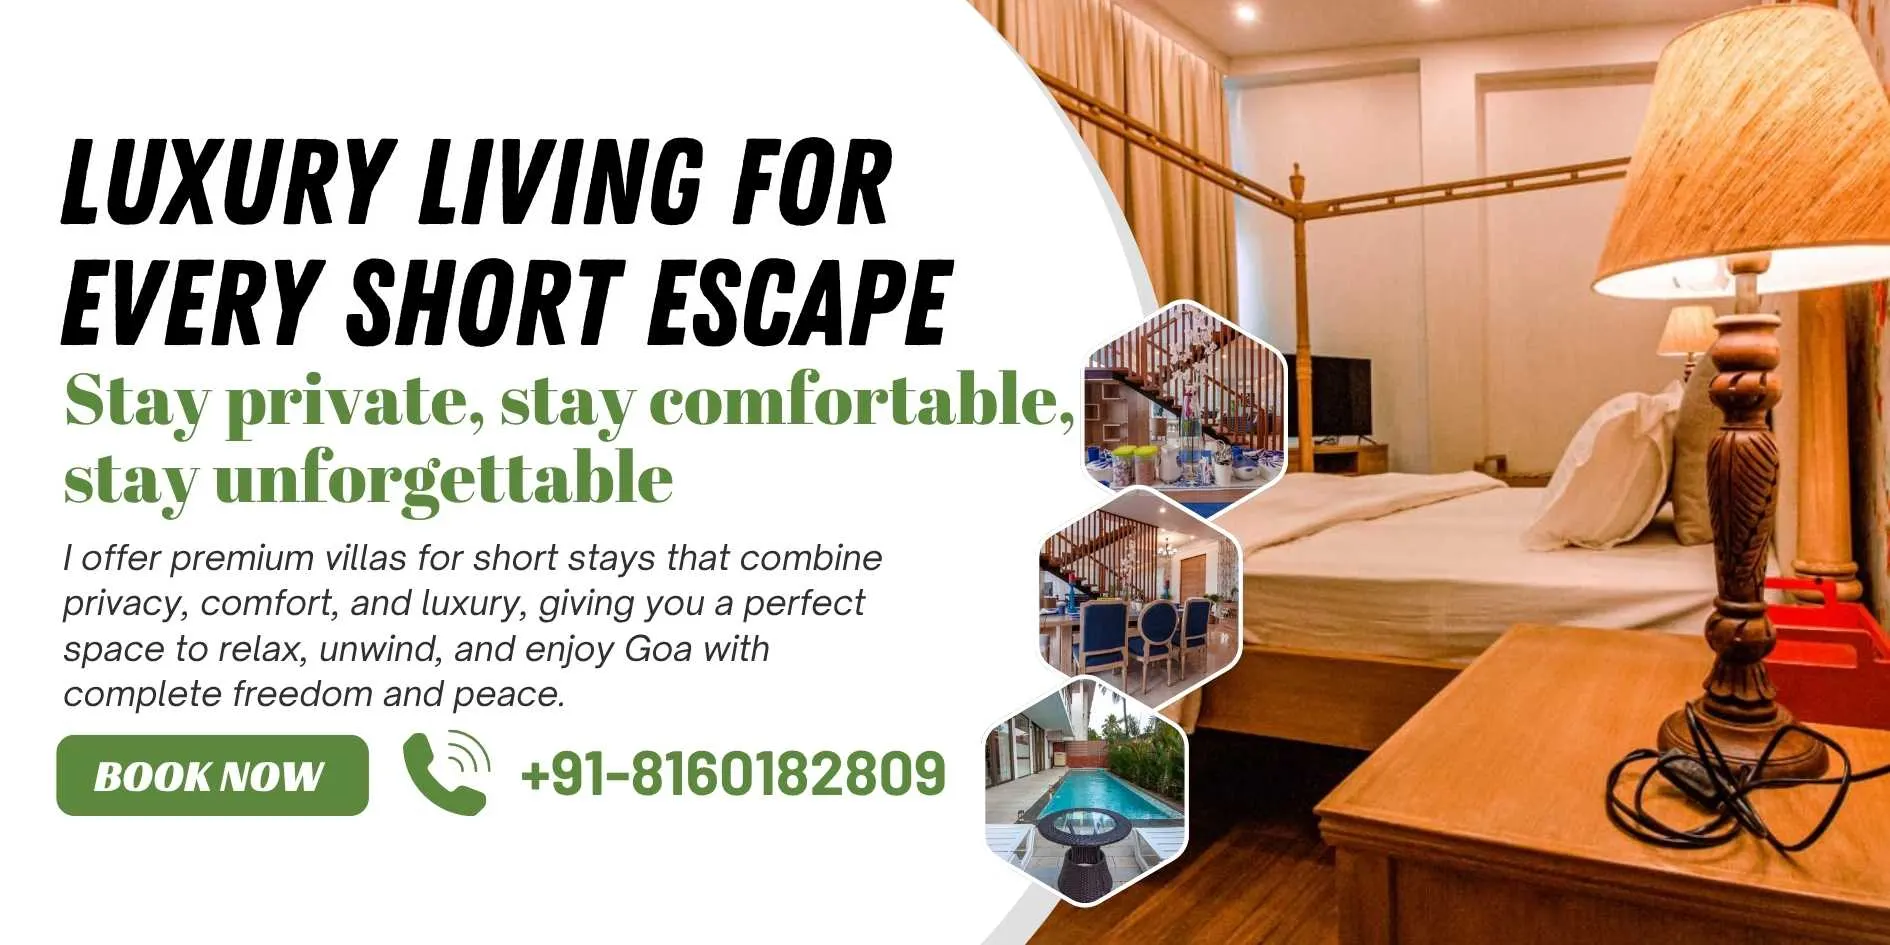 LUXURY LIVING FOR
EVERY SHORT ESCAPE
Stay private, stay comfortable,
stay unforgettable
I offer premium villas for short stays that combine
privacy, comfort, and luxury, giving you a perfect
space to relax, unwind, and enjoy Goa with
complete freedom and peace.
BOOK NOW
+91-8160182809